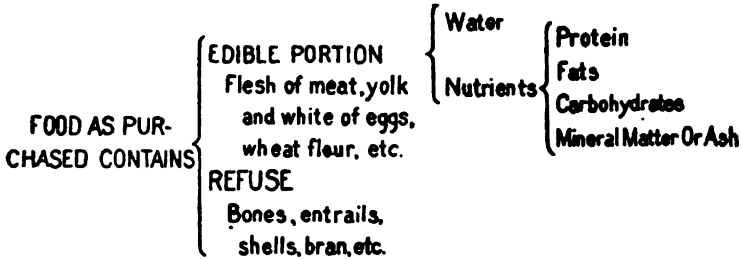 FOOD AS PUR-
CHASED CONTAINS
EDIBLE PORTION
Flesh of meat, yolk
and white of eggs,
wheat flour, etc.
REFUSE
Bones, entrails,
shells, bran, etc.
Water
Nutrients
Protein
Fats
Carbohydrates
Mineral Matter Or Ash